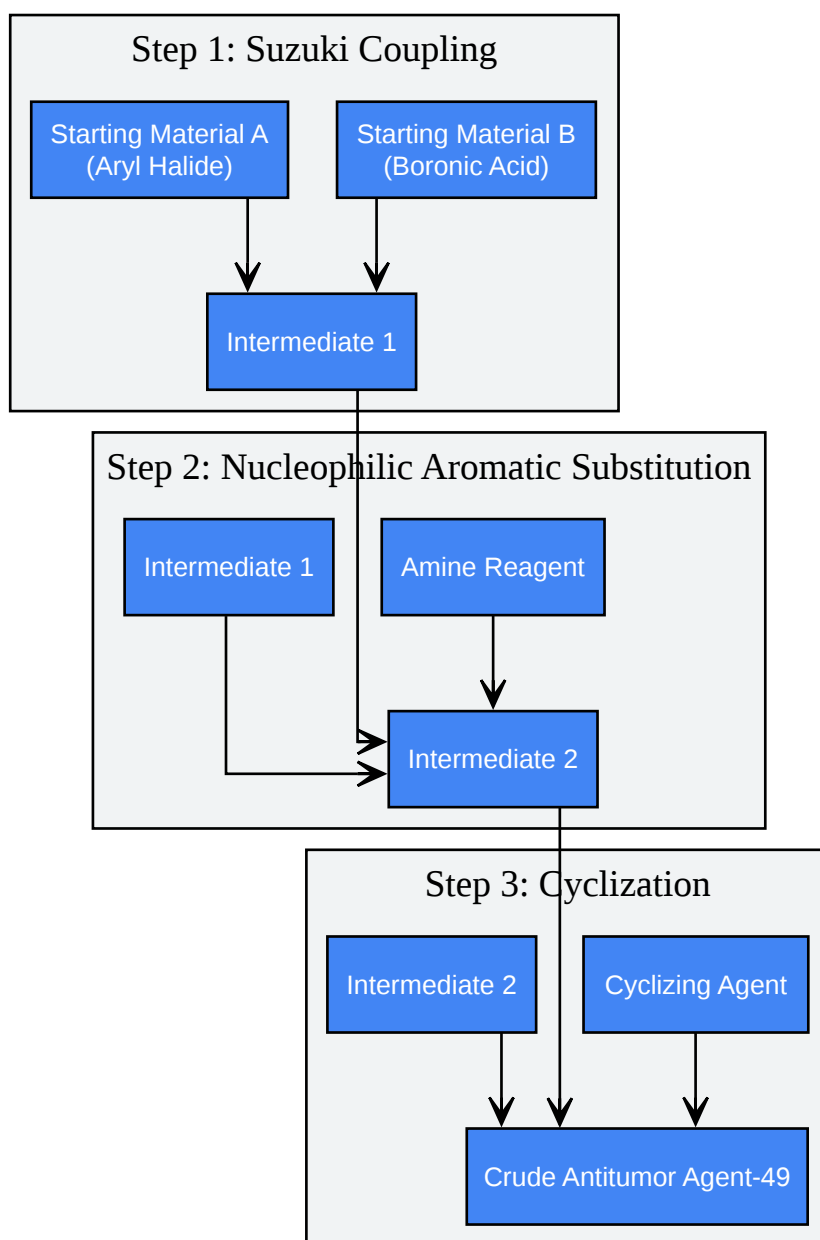 Step 1: Suzuki Coupling
Starting Material A
(Aryl Halide)
Starting Material B
(Boronic Acid)
Intermediate 1
Step 2: Nucleophilic Aromatic Substitution
Intermediate 1
Amine Reagent
Intermediate 2
Step 3: Cyclization
Intermediate 2
Cyclizing Agent
Crude Antitumor Agent-49